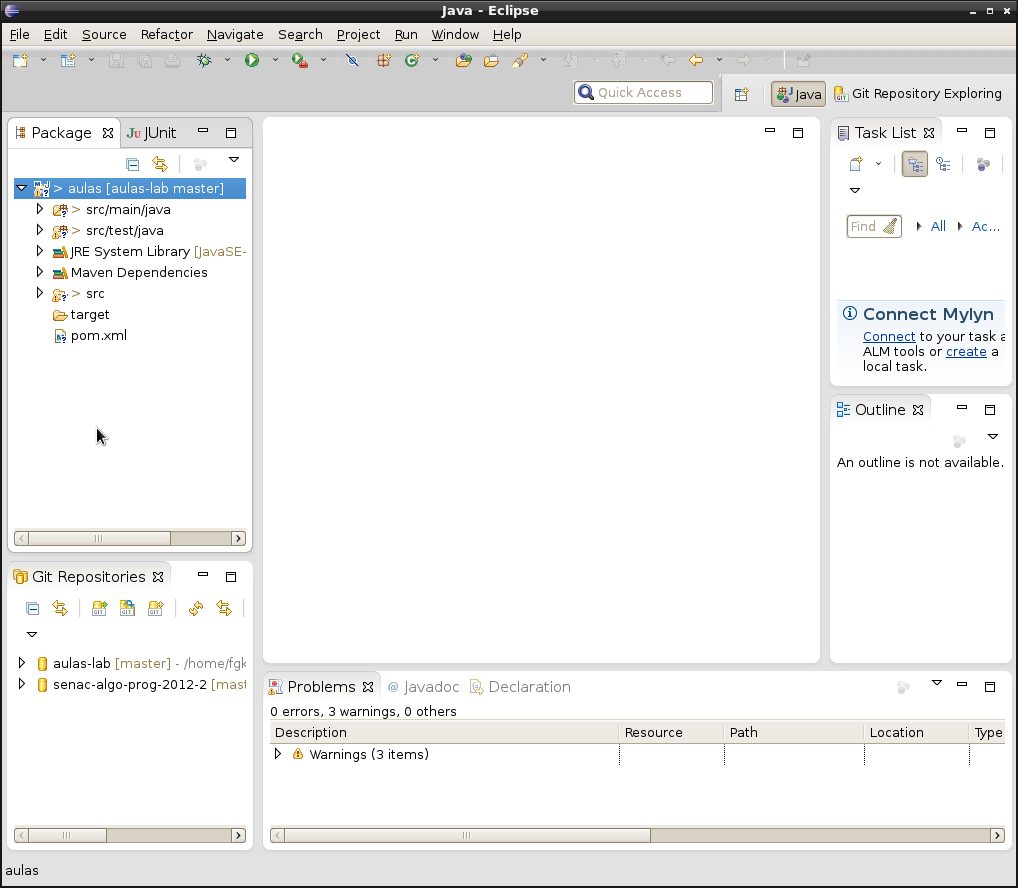 Java - Eclipse
File Edit Source Refactor Navigate Search Project Run Window Help
Quick Access
Java
Git Repository Exploring
Package
JUnit
> aulas [aulas-lab master]
> src/main/java
> src/test/java
JRE System Library [JavaSE-
Maven Dependencies
> src
target
pom.xml
Git Repositories
aulas-lab [master] - /home/fgk
senac-algo-prog-2012-2 [mast
Task List
Find
All
Ac...
Connect Mylyn
Connect to your task a
ALM tools or create a
local task.
Outline
An outline is not available.
Problems
@ Javadoc
Declaration
0 errors, 3 warnings, 0 others
Description Resource Path Location Type
Warnings (3 items)
aulas